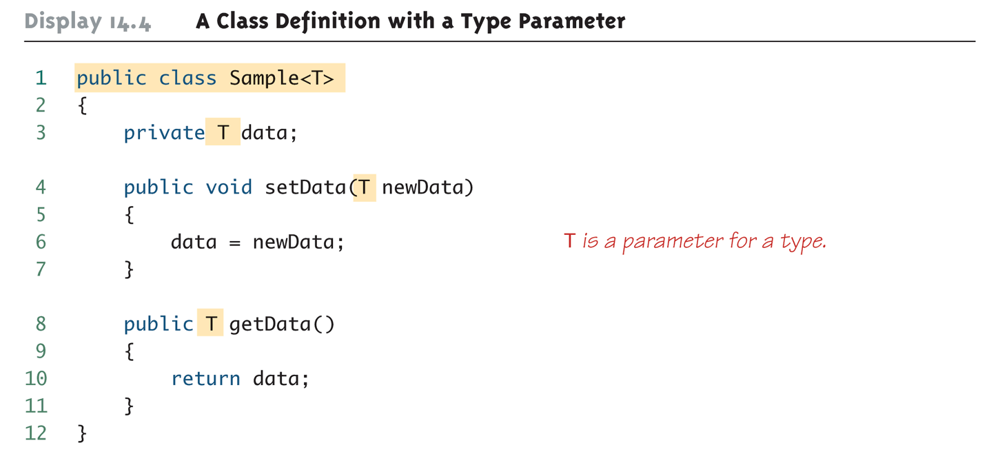 Display 14.4 A Class Definition with a Type Parameter
1 public class Sample<T>
2 {
3 private T data;
4 public void setData(T newData)
5 {
6 data = newData; T is a parameter for a type.
7 }
8 public T getData()
9 {
10 return data;
11 }
12 }